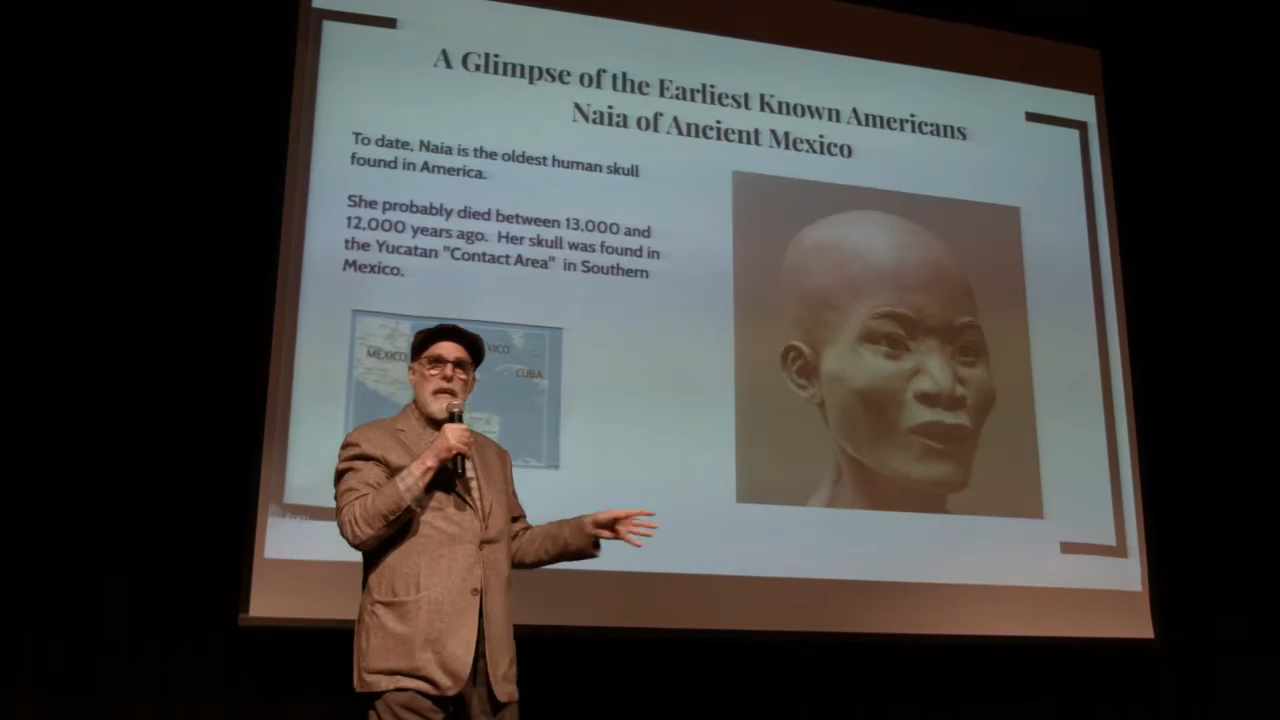 A Glimpse of the Earliest Known Americans
Naia of Ancient Mexico
To date, Naia is the oldest human skull
found in America.
She probably died between 13,000 and
12,000 years ago. Her skull was found in
the Yucatan "Contact Area" in Southern
Mexico.
MEXICO
CUBA